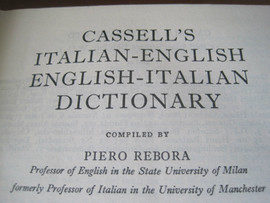 CASSELL'S
ITALIAN-ENGLISH
ENGLISH-ITALIAN
DICTIONARY
COMPILED BY
PIERO REBORA
Professor of English in the State University of Milan
formerly Professor of Italian in the University of Manchester